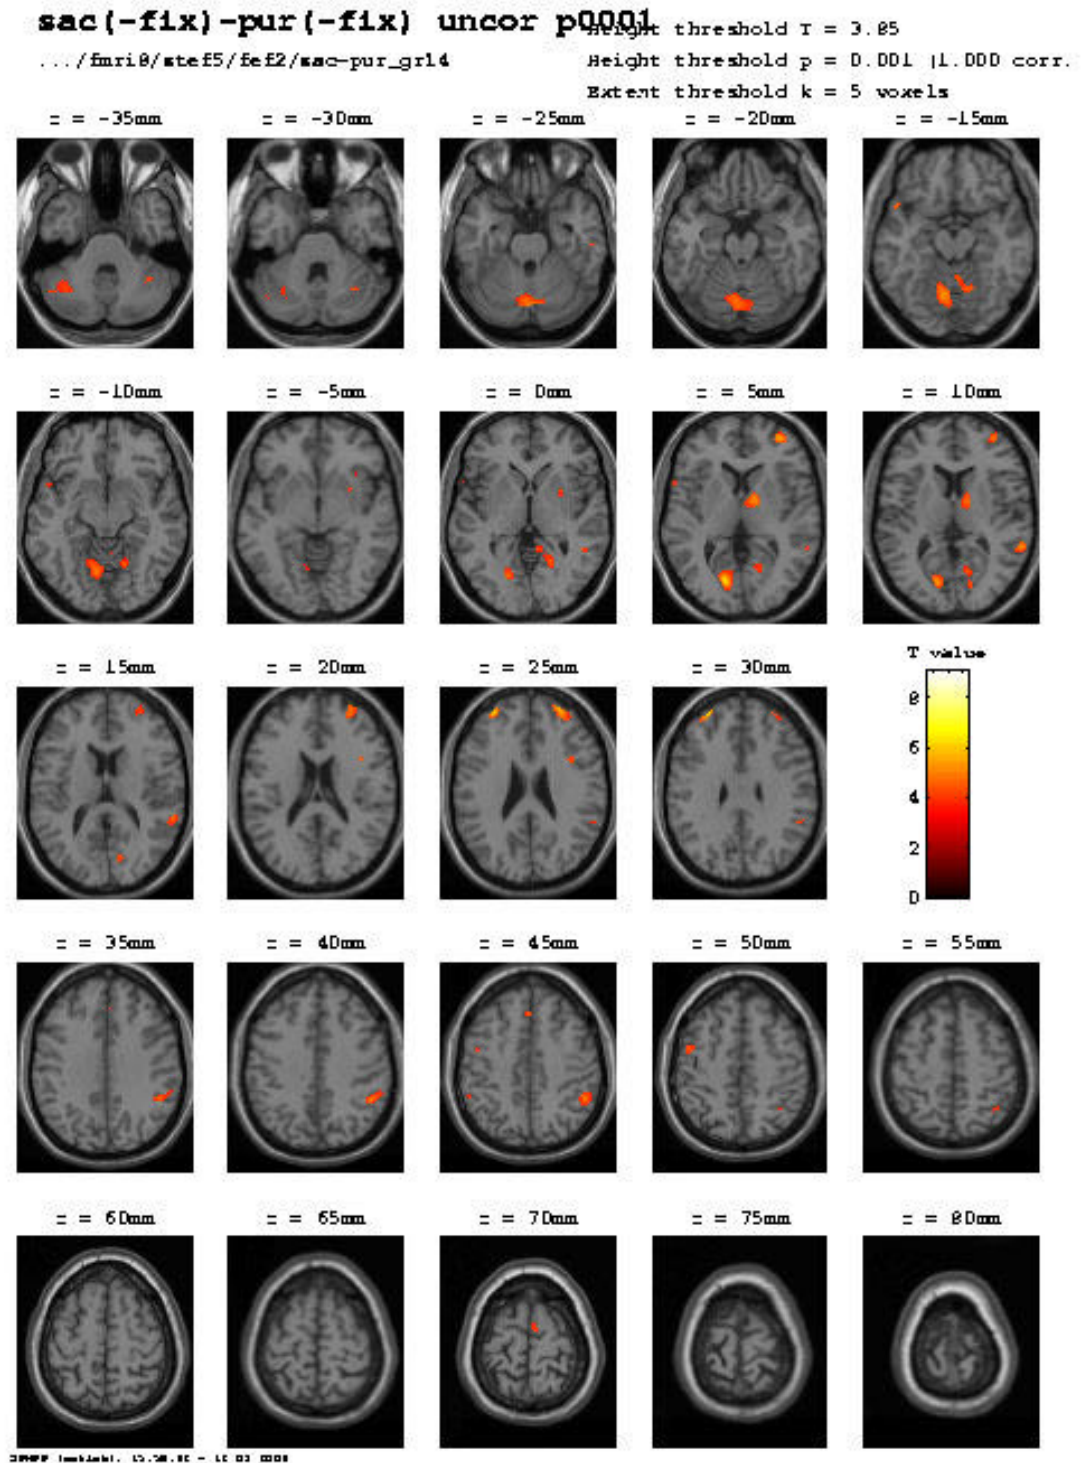 sac(-fix)-pur(-fix) uncor p0001
Height threshold T = 3.85
.../fmri8/stef5/fef2/sac-pur_gr14
Height threshold p = 0.001 (1.000 corr.
Extent threshold k = 5 voxels
z = -35mm z = -30mm z = -25mm z = -20mm z = -15mm
z = -10mm z = -5mm z = 0mm z = 5mm z = 10mm
z = 15mm z = 20mm z = 25mm z = 30mm
T value
8
6
4
2
0
z = 35mm z = 40mm z = 45mm z = 50mm z = 55mm
z = 60mm z = 65mm z = 70mm z = 75mm z = 80mm